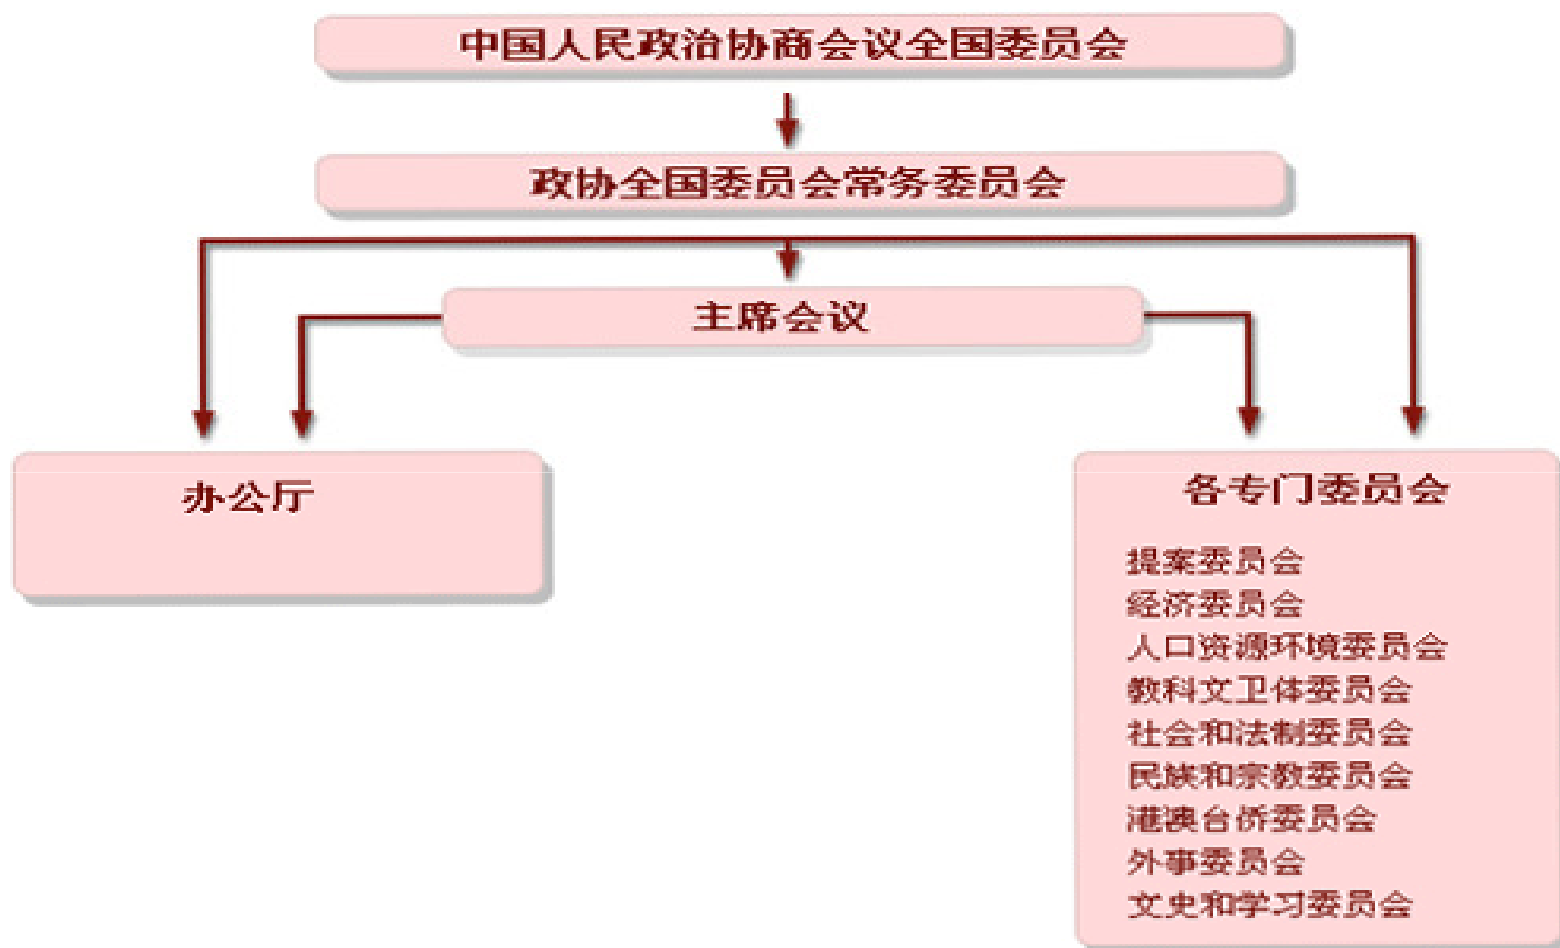 中国人民政治协商会议全国委员会
政协全国委员会常务委员会
主席会议
办公厅
各专门委员会
提案委员会
经济委员会
人口资源环境委员会
教科文卫体委员会
社会和法制委员会
民族和宗教委员会
港澳台侨委员会
外事委员会
文史和学习委员会